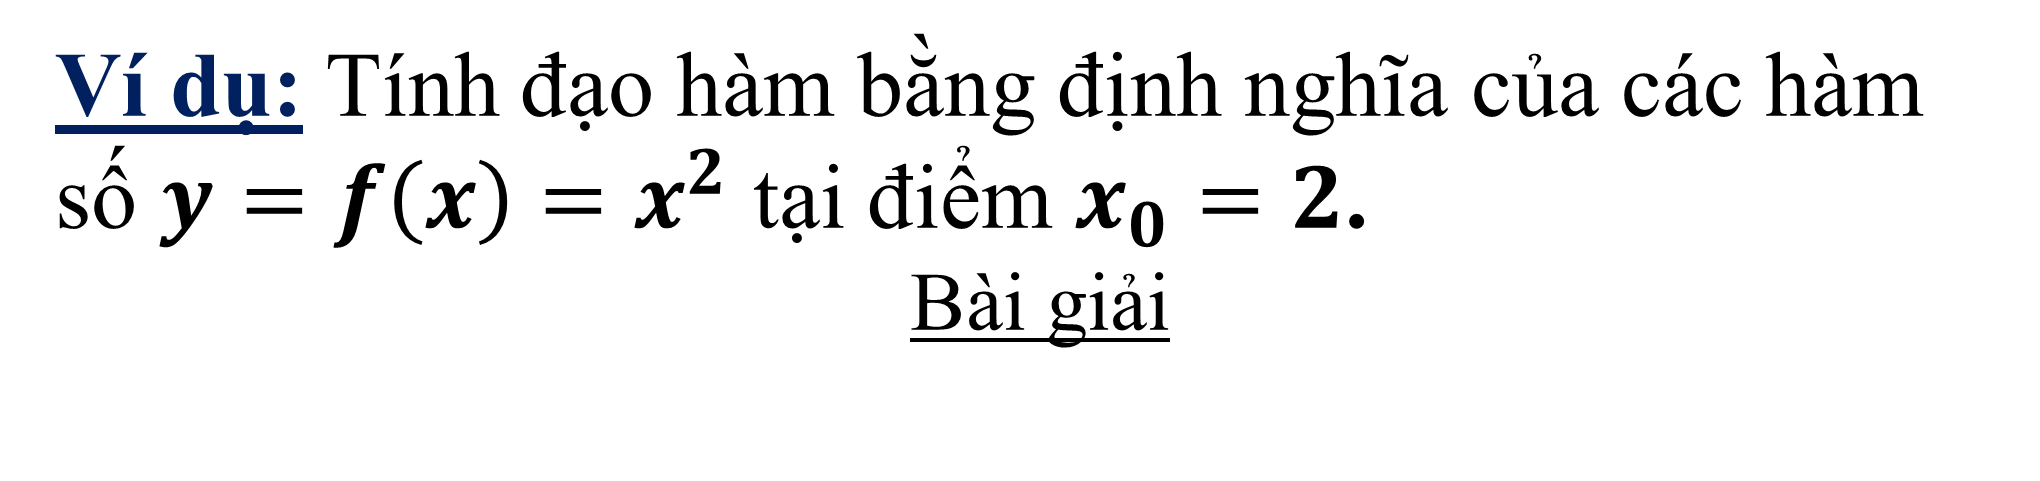 Ví dụ: Tính đạo hàm bằng định nghĩa của các hàm
số y = f(x) = x² tại điểm x₀ = 2.
Bài giải